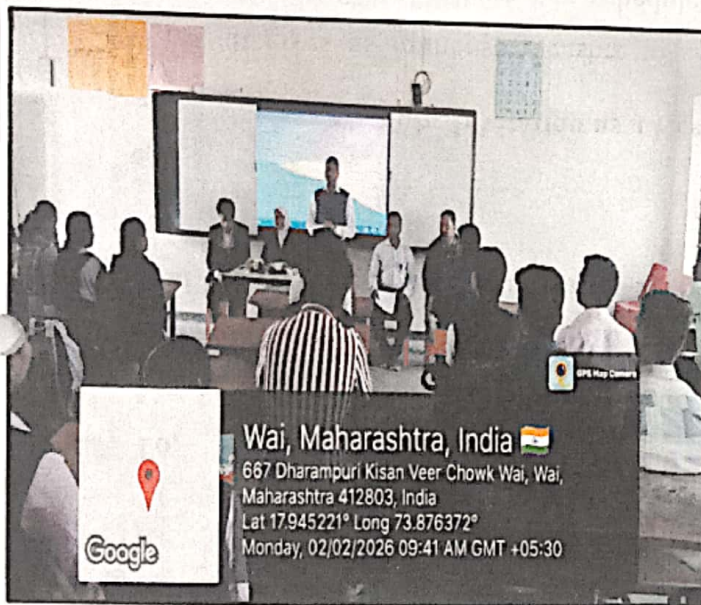 GPS Map Camera
Wai, Maharashtra, India
667 Dharampuri Kisan Veer Chowk Wai, Wai,
Maharashtra 412803, India
Lat 17.945221° Long 73.876372°
Monday, 02/02/2026 09:41 AM GMT +05:30
Google